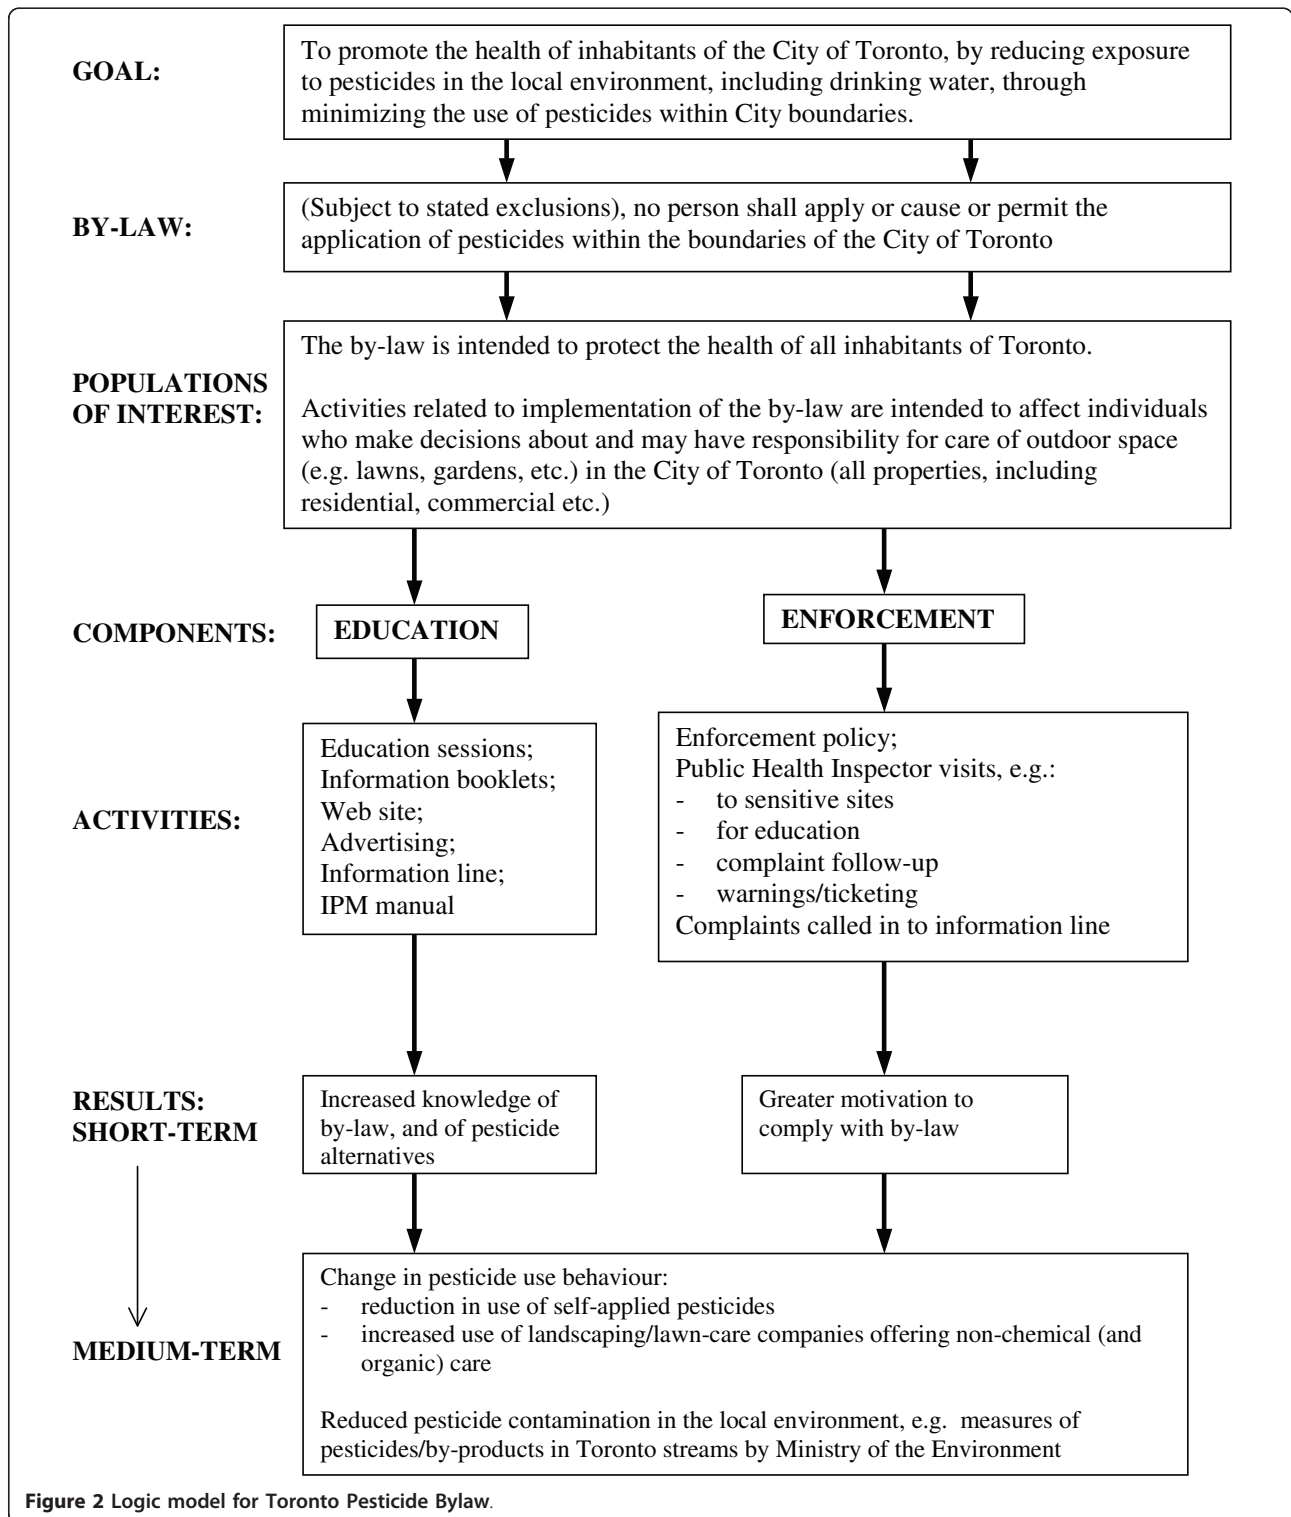 GOAL:
To promote the health of inhabitants of the City of Toronto, by reducing exposure
to pesticides in the local environment, including drinking water, through
minimizing the use of pesticides within City boundaries.
BY-LAW:
(Subject to stated exclusions), no person shall apply or cause or permit the
application of pesticides within the boundaries of the City of Toronto
POPULATIONS
OF INTEREST:
The by-law is intended to protect the health of all inhabitants of Toronto.
Activities related to implementation of the by-law are intended to affect individuals
who make decisions about and may have responsibility for care of outdoor space
(e.g. lawns, gardens, etc.) in the City of Toronto (all properties, including
residential, commercial etc.)
COMPONENTS:
EDUCATION
ENFORCEMENT
ACTIVITIES:
Education sessions;
Information booklets;
Web site;
Advertising;
Information line;
IPM manual
Enforcement policy;
Public Health Inspector visits, e.g.:
- to sensitive sites
- for education
- complaint follow-up
- warnings/ticketing
Complaints called in to information line
RESULTS:
SHORT-TERM
Increased knowledge of
by-law, and of pesticide
alternatives
Greater motivation to
comply with by-law
MEDIUM-TERM
Change in pesticide use behaviour:
- reduction in use of self-applied pesticides
- increased use of landscaping/lawn-care companies offering non-chemical (and
organic) care
Reduced pesticide contamination in the local environment, e.g. measures of
pesticides/by-products in Toronto streams by Ministry of the Environment
Figure 2 Logic model for Toronto Pesticide Bylaw.